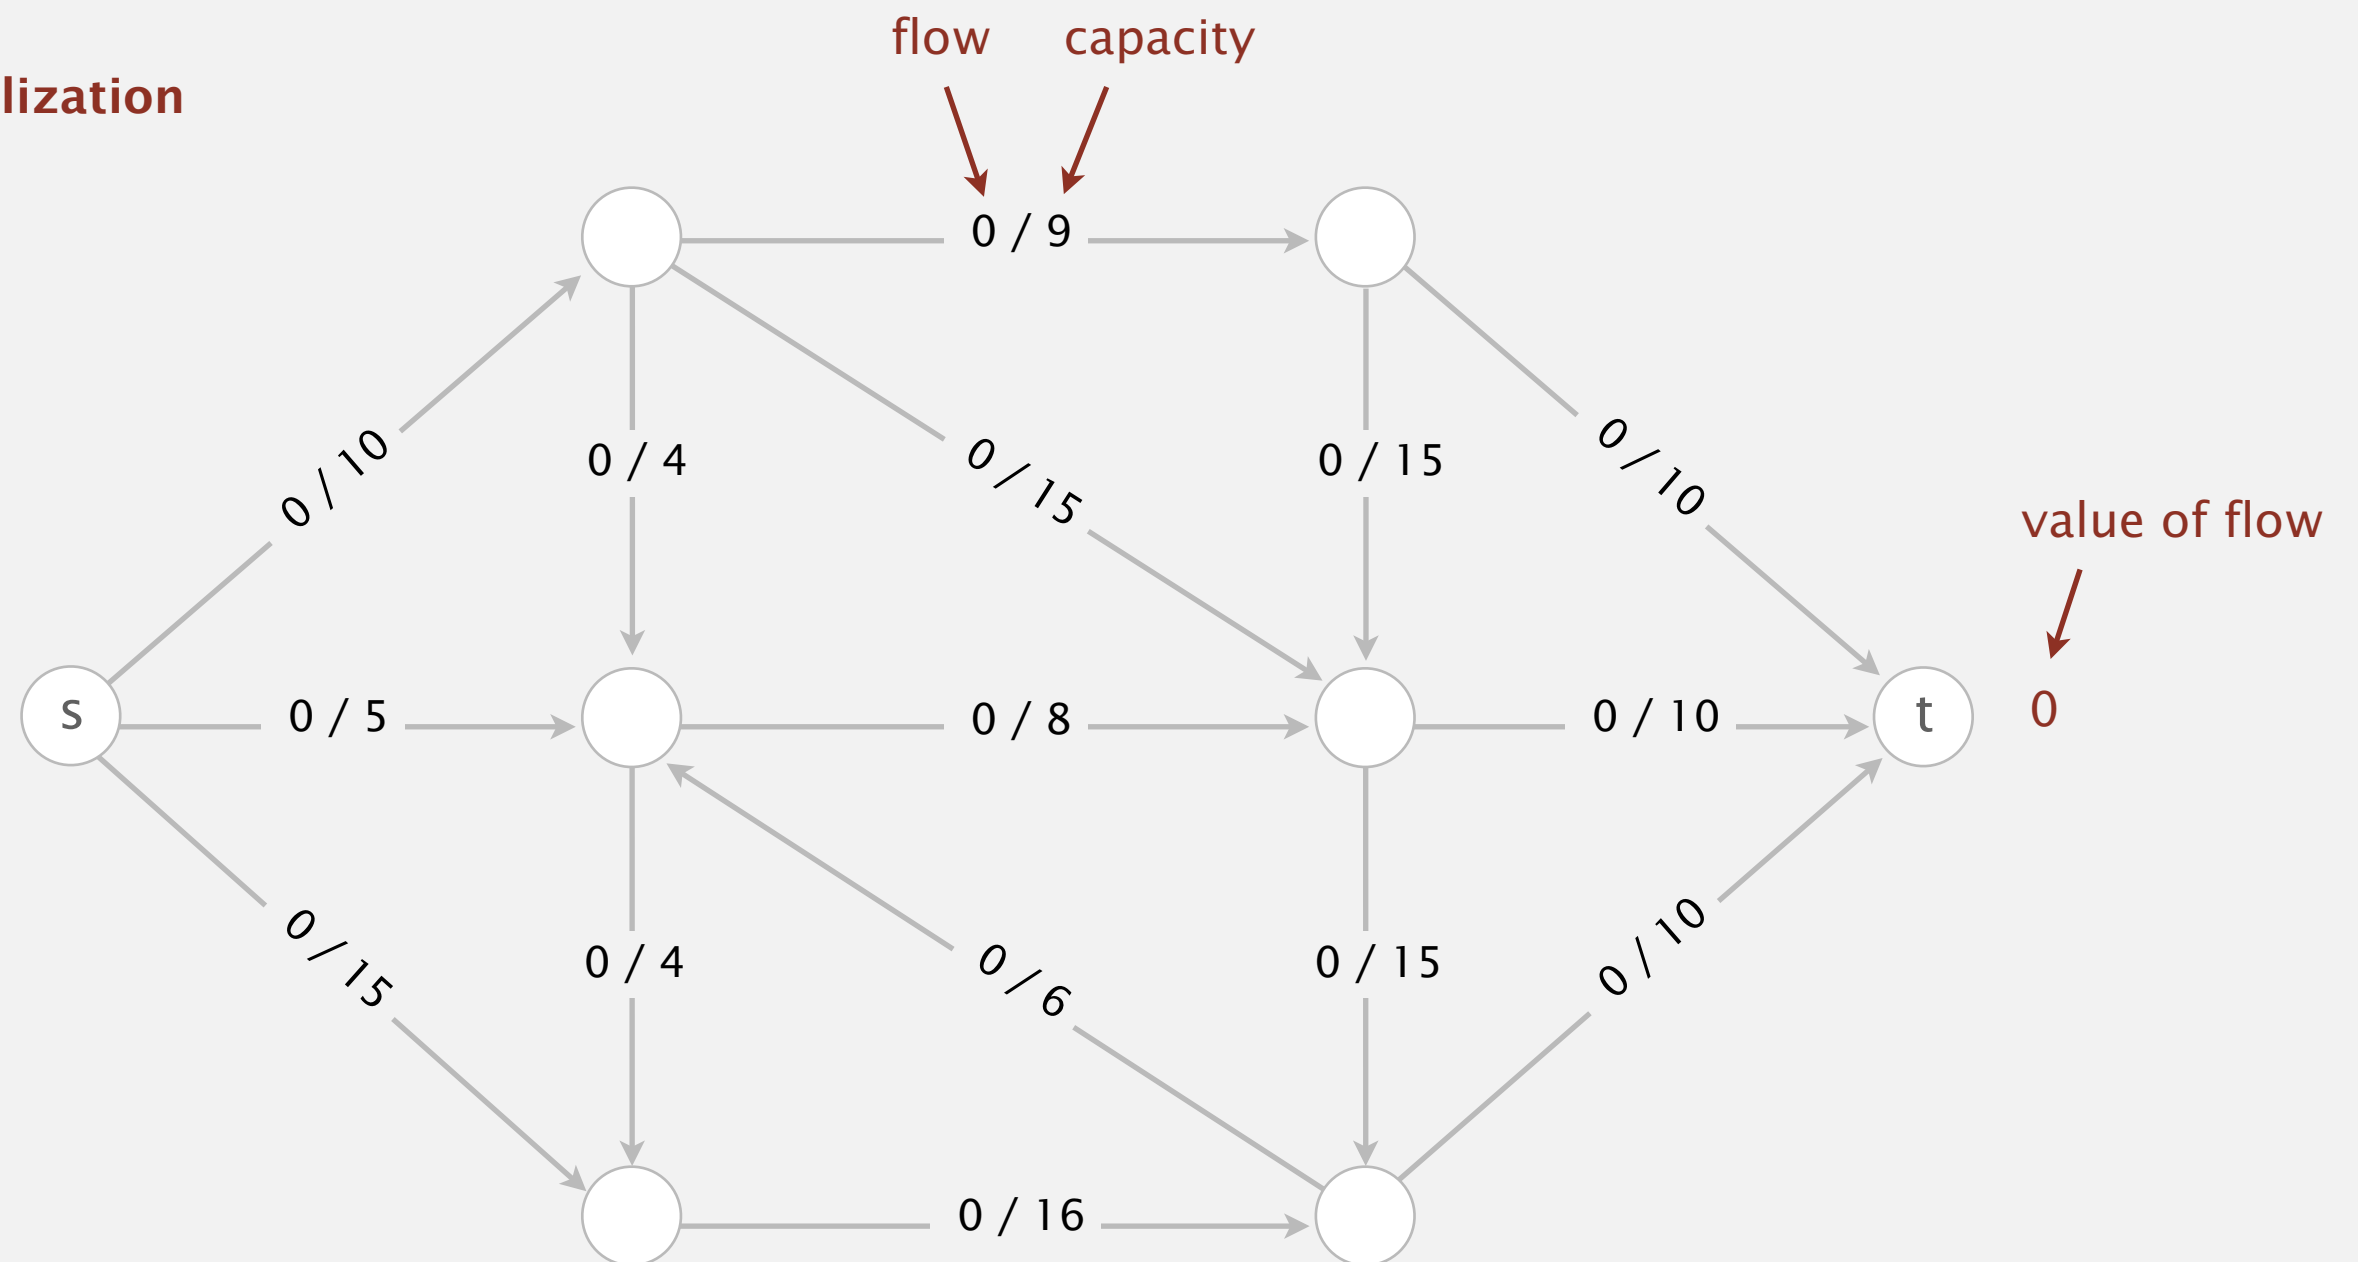 flow capacity
lization
0 / 9
0 / 10
0 / 4
0 / 15
0 / 15
0 / 10
value of flow
s
0 / 5
0 / 8
0 / 10
t
0
0 / 15
0 / 4
0 / 6
0 / 15
0 / 10
0 / 16